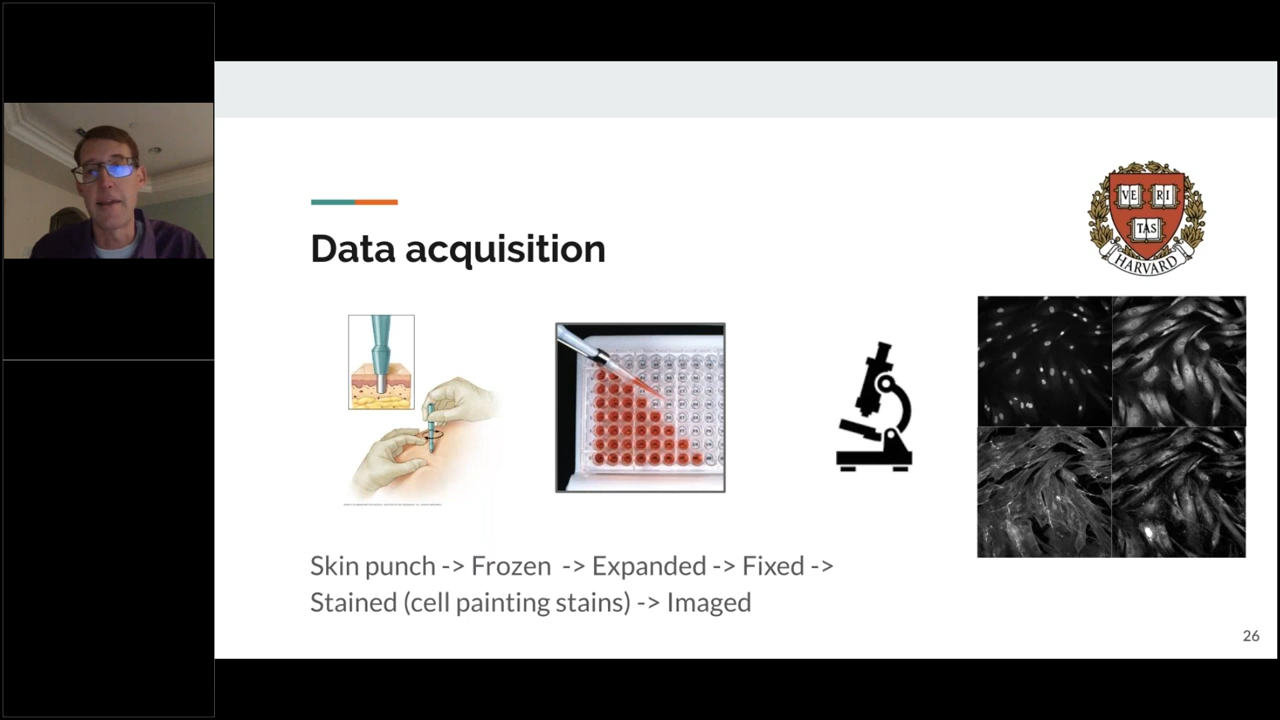 Data acquisition
VE RI
TAS
HARVARD
Skin punch -> Frozen -> Expanded -> Fixed ->
Stained (cell painting stains) -> Imaged
26